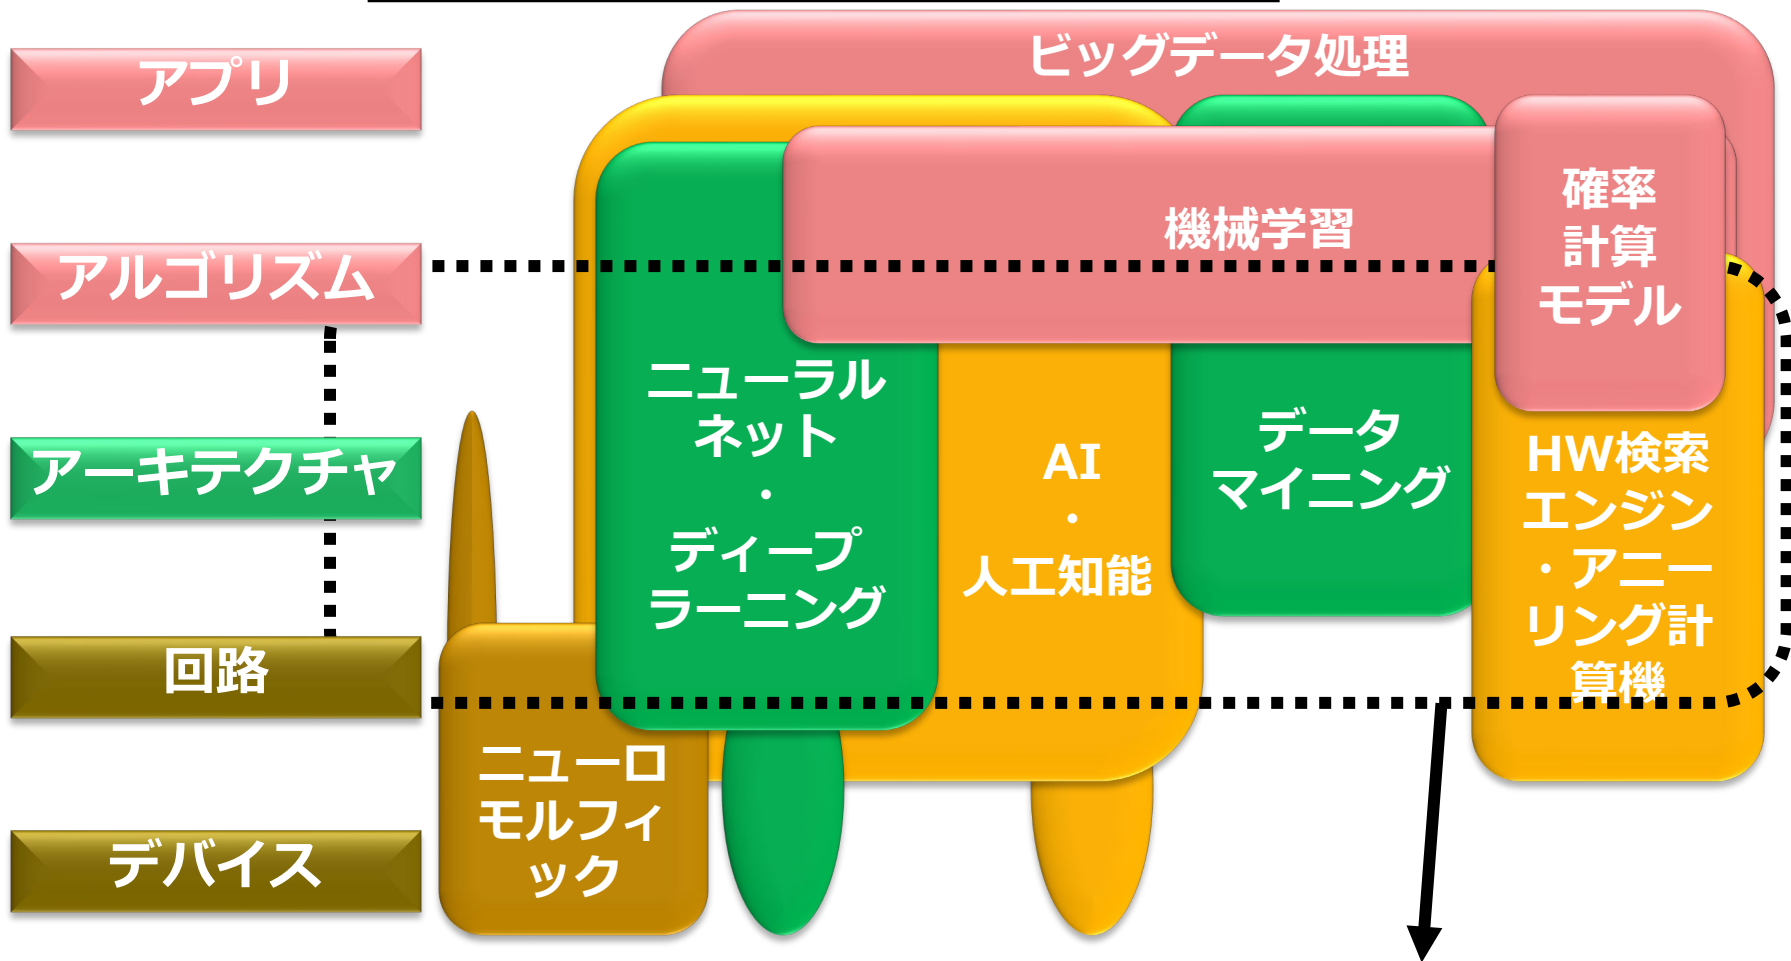 アプリ
アルゴリズム
アーキテクチャ
回路
デバイス
ビッグデータ処理
機械学習
確率
計算
モデル
ニューラル
ネット
・
ディープ
ラーニング
AI
・
人工知能
データ
マイニング
HW検索
エンジン
・アニー
リング計
算機
ニューロ
モルフィ
ック